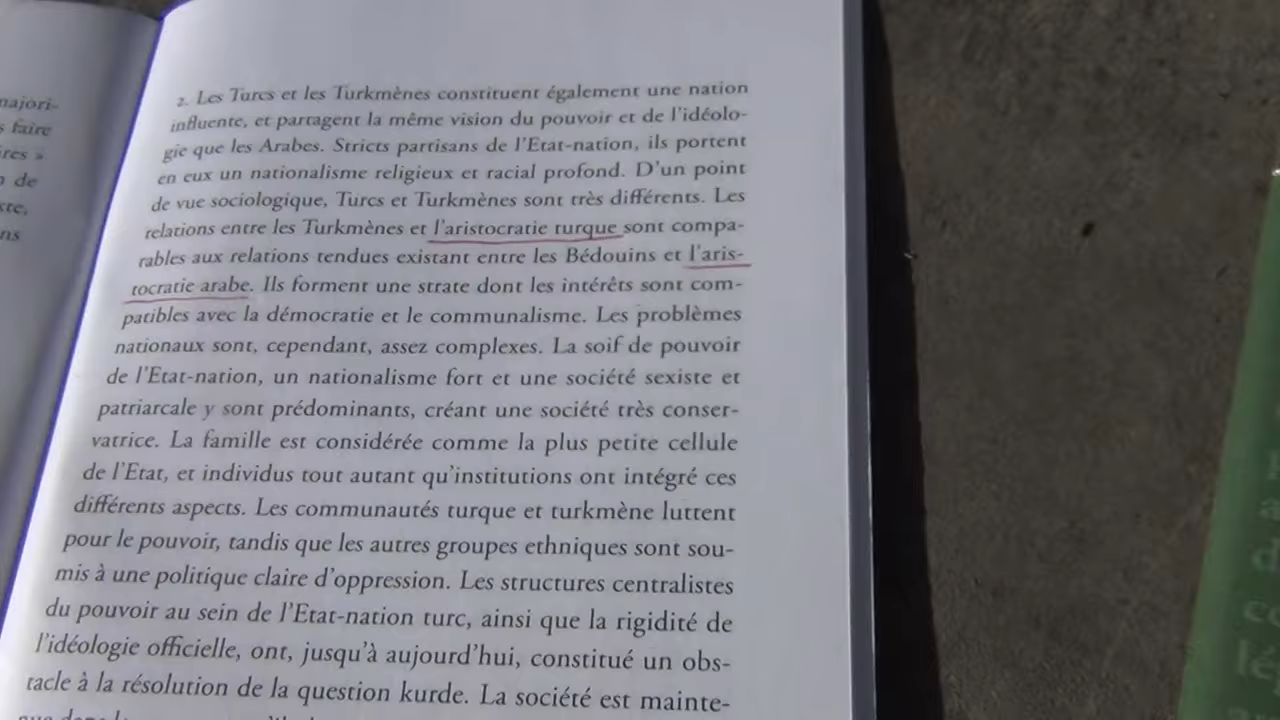 najori-
s faire
ires »
de
ns
2. Les Turcs et les Turkmènes constituent également une nation
influente, et partagent la même vision du pouvoir et de l'idéolo-
gie que les Arabes. Stricts partisans de l'Etat-nation, ils portent
en eux un nationalisme religieux et racial profond. D'un point
de vue sociologique, Turcs et Turkmènes sont très différents. Les
relations entre les Turkmènes et l'aristocratie turque sont compa-
rables aux relations tendues existant entre les Bédouins et l'aris-
tocratie arabe. Ils forment une strate dont les intérêts sont com-
patibles avec la démocratie et le communalisme. Les problèmes
nationaux sont, cependant, assez complexes. La soif de pouvoir
de l'Etat-nation, un nationalisme fort et une société sexiste et
patriarcale y sont prédominants, créant une société très conser-
vatrice. La famille est considérée comme la plus petite cellule
de l'Etat, et individus tout autant qu'institutions ont intégré ces
différents aspects. Les communautés turque et turkmène luttent
pour le pouvoir, tandis que les autres groupes ethniques sont sou-
mis à une politique claire d'oppression. Les structures centralistes
du pouvoir au sein de l'Etat-nation turc, ainsi que la rigidité de
l'idéologie officielle, ont, jusqu'à aujourd'hui, constitué un obs-
tacle à la résolution de la question kurde. La société est mainte-